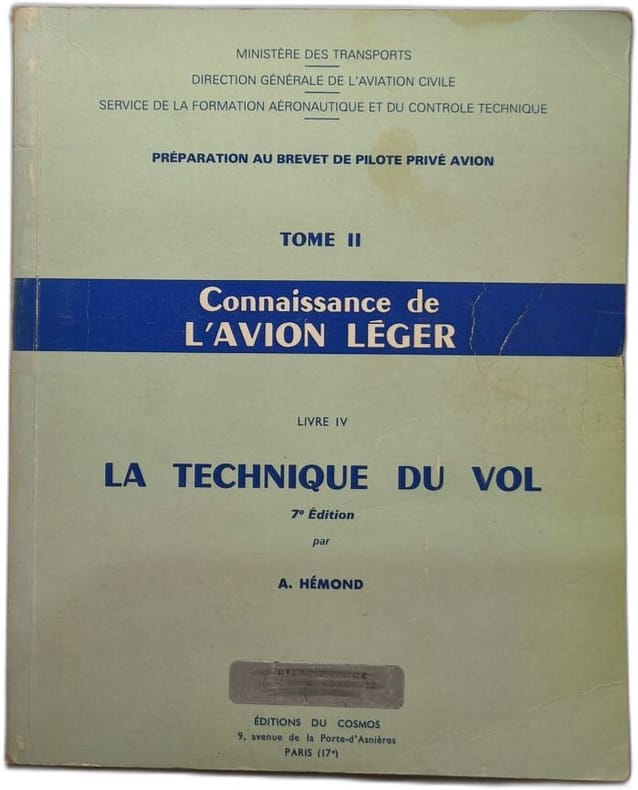 MINISTÈRE DES TRANSPORTS
DIRECTION GÉNÉRALE DE L'AVIATION CIVILE
SERVICE DE LA FORMATION AÉRONAUTIQUE ET DU CONTROLE TECHNIQUE
PRÉPARATION AU BREVET DE PILOTE PRIVÉ AVION
TOME II
Connaissance de
L'AVION LÉGER
LIVRE IV
LA TECHNIQUE DU VOL
7e Édition
par
A. HÉMOND
ÉDITIONS DU COSMOS
9, avenue de la Porte-d'Asnières
PARIS (17e)